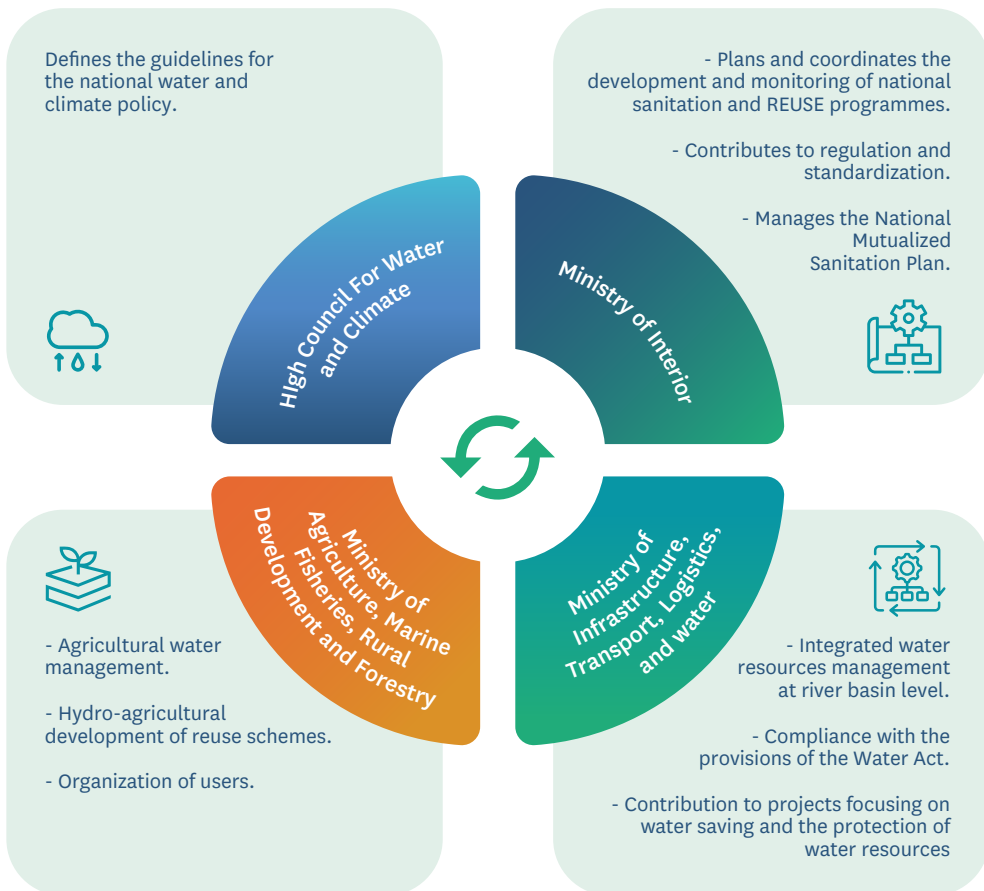 Defines the guidelines for
the national water and
climate policy.
HIgh Council For Water
and Climate
- Plans and coordinates the
development and monitoring of national
sanitation and REUSE programmes.
- Contributes to regulation and
standardization.
- Manages the National
Mutualized
Sanitation Plan.
Ministry of Interior
Ministry of
Agriculture, Marine
Fisheries, Rural
Development and Forestry
- Agricultural water
management.
- Hydro-agricultural
development of reuse schemes.
- Organization of users.
Ministry of
Infrastructure,
Transport, Logistics,
and water
- Integrated water
resources management
at river basin level.
- Compliance with the
provisions of the Water Act.
- Contribution to projects focusing on
water saving and the protection of
water resources